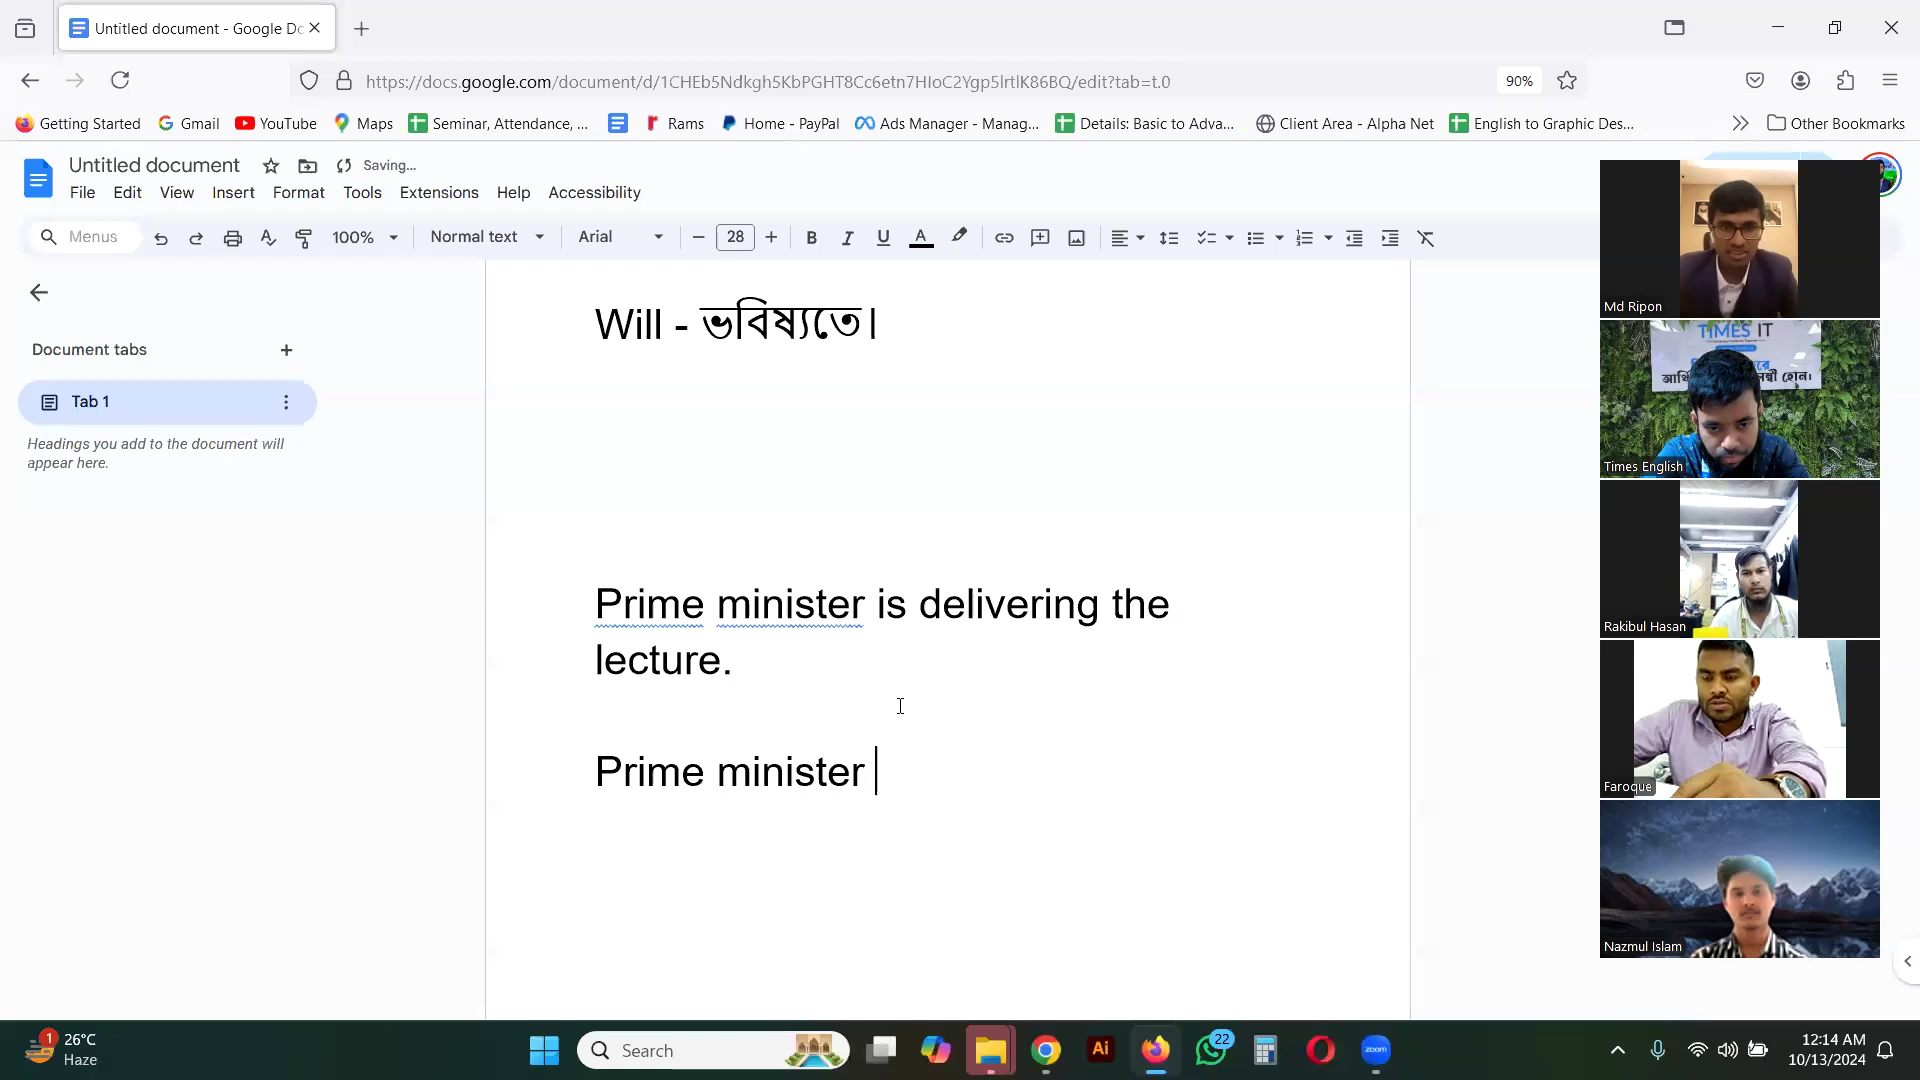 Untitled document - Google Dc
https://docs.google.com/document/d/1CHEb5Ndkgh5KbPGHT8Cc6etn7HIoC2Ygp5lrtlK86BQ/edit?tab=t.0
90%
Getting Started
Gmail
YouTube
Maps
Seminar, Attendance, ...
Rams
Home - PayPal
Ads Manager - Manag...
Details: Basic to Adva...
Client Area - Alpha Net
English to Graphic Des...
Other Bookmarks
Untitled document
Saving...
File Edit View Insert Format Tools Extensions Help Accessibility
Menus
100%
Normal text
Arial
28
Document tabs
Tab 1
Headings you add to the document will
appear here.
Will - ভবিষ্যতে।
Prime minister is delivering the
lecture.
Prime minister
Md Ripon
TIMES IT
Times English
Rakibul Hasan
Faroque
Nazmul Islam
1
26°C
Haze
Search
Ai
22
zoom
12:14 AM
10/13/2024